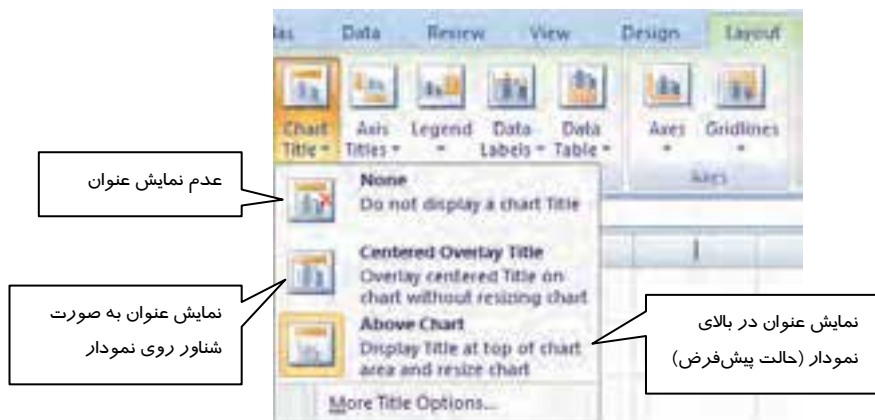 Data Review View Design Layout
Chart Title Axis Titles Legend Data Labels Data Table Axes Gridlines
Axes
None
Do not display a chart Title
Centered Overlay Title
Overlay centered Title on
chart without resizing chart
Above Chart
Display Title at top of chart
area and resize chart
More Title Options...
عدم نمایش عنوان
نمایش عنوان به صورت
شناور روی نمودار
نمایش عنوان در بالای
نمودار (حالت پیش‌فرض)